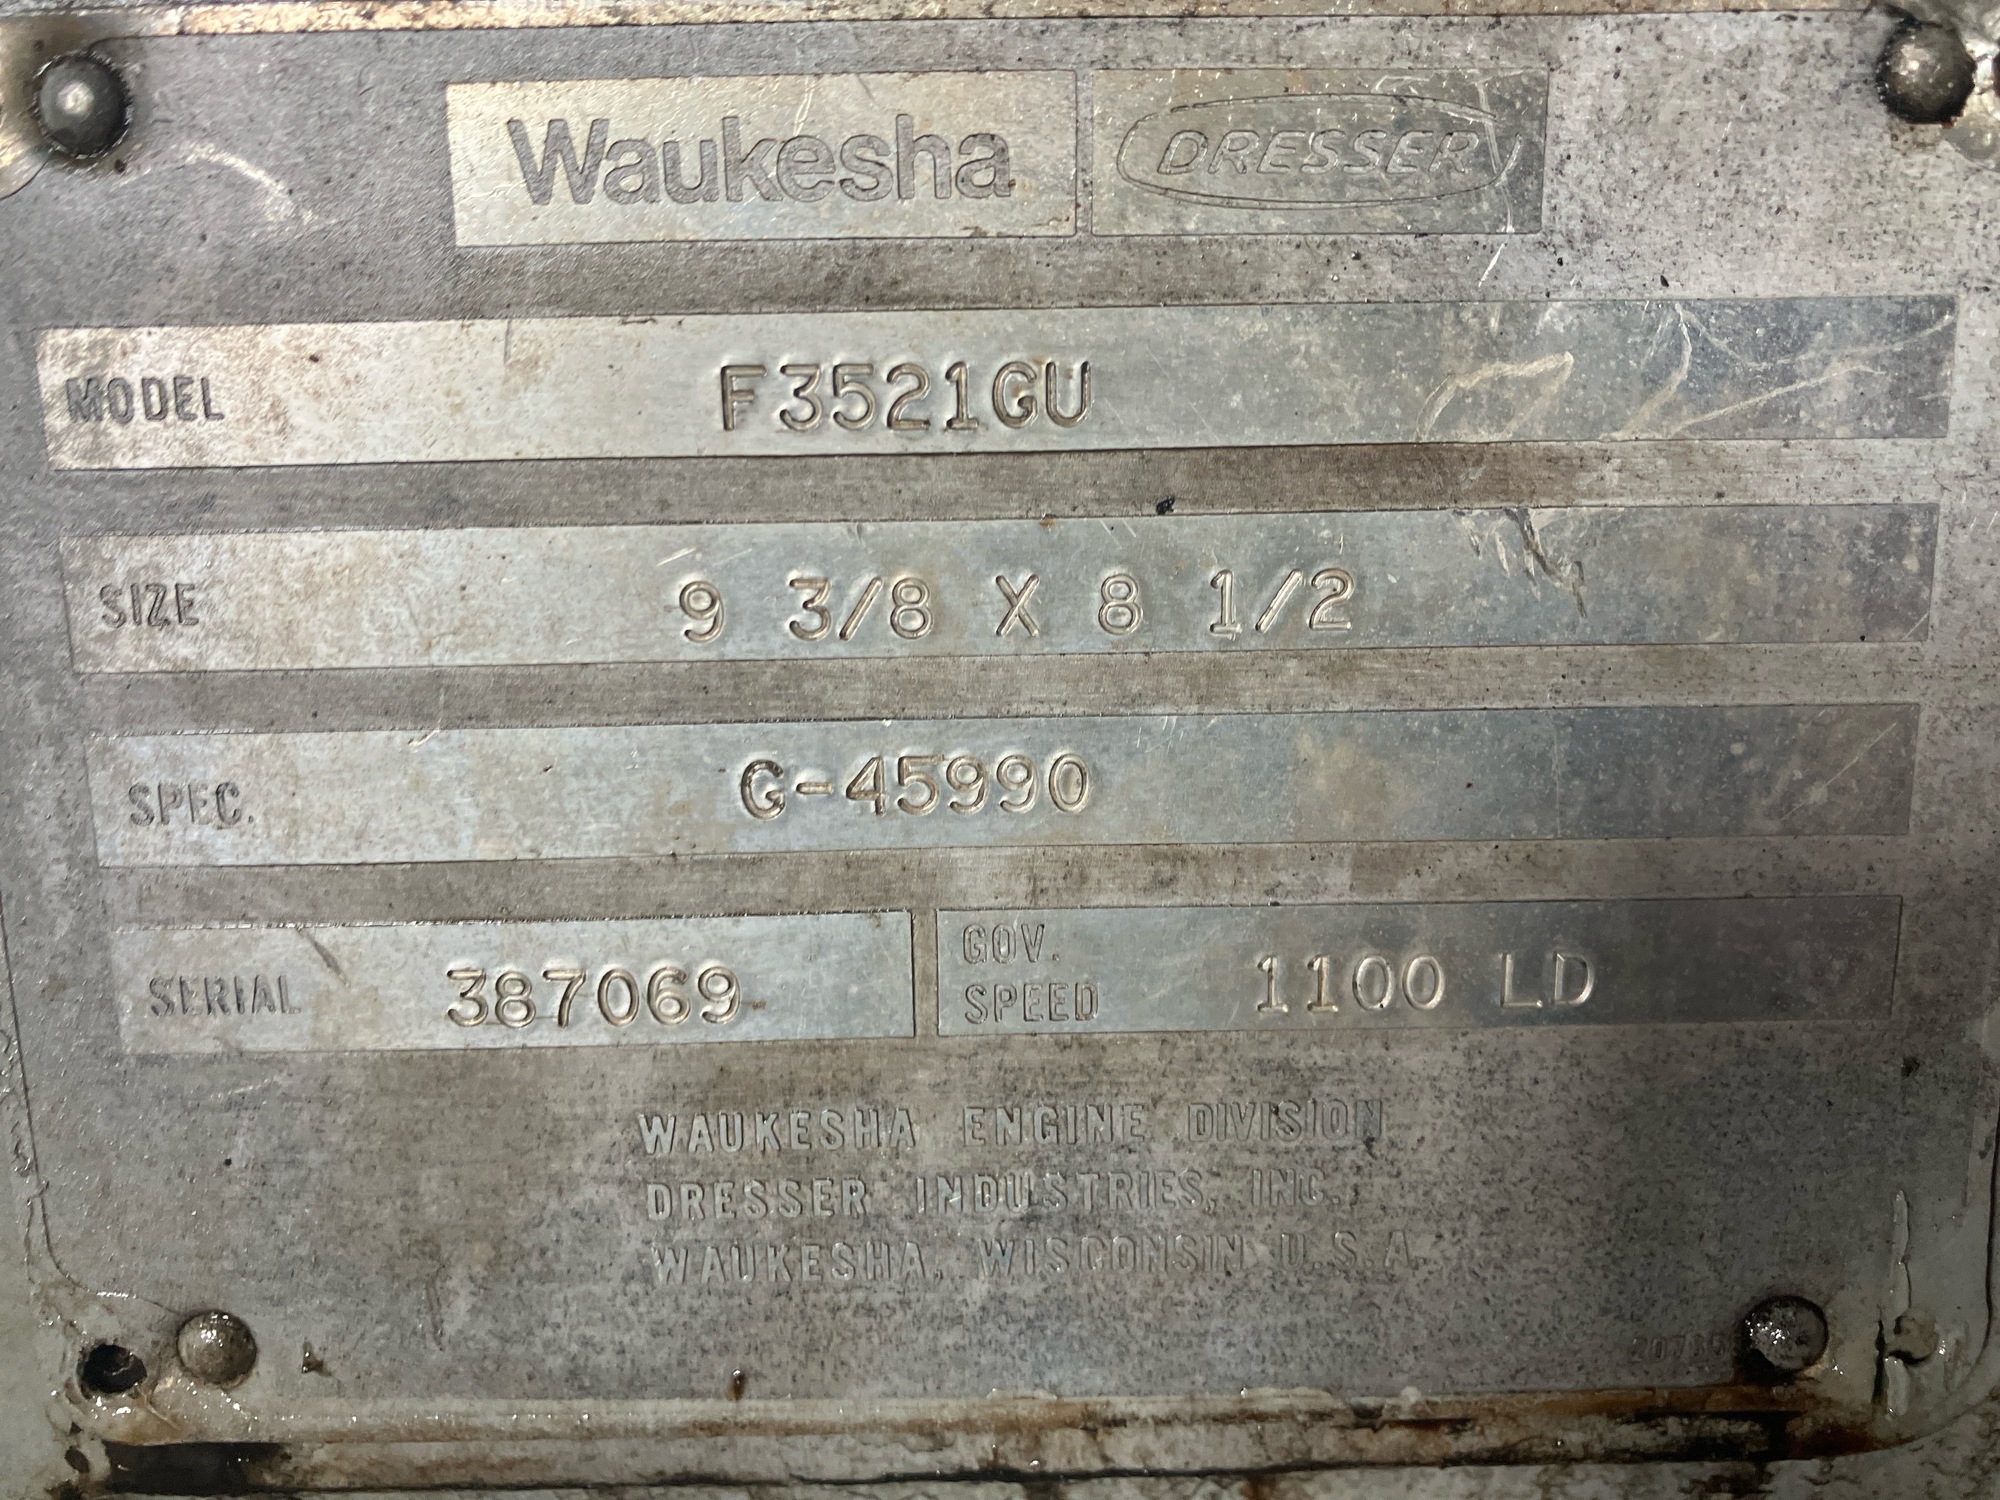 Waukesha DRESSER
MODEL F3521GU
SIZE 9 3/8 X 8 1/2
SPEC. G-45990
SERIAL 387069 GOV. SPEED 1100 LD
WAUKESHA ENGINE DIVISION
DRESSER INDUSTRIES, INC.
WAUKESHA, WISCONSIN U.S.A.